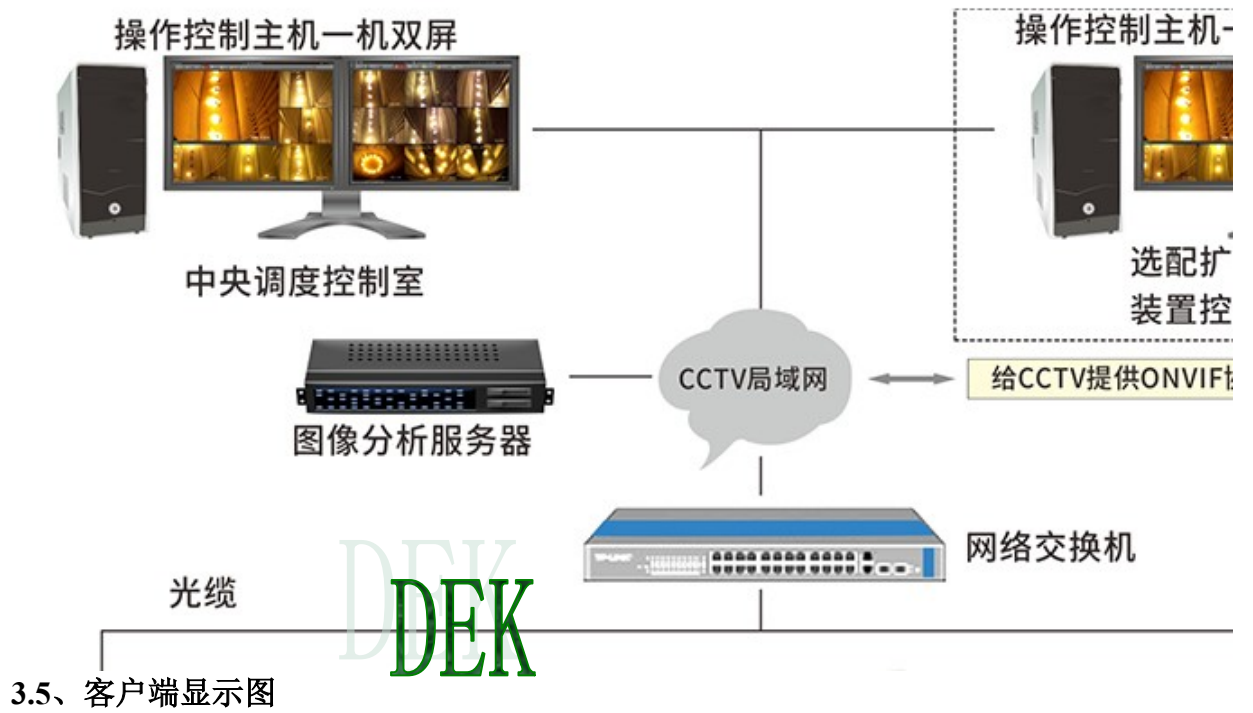 操作控制主机一机双屏
操作控制主机一
中央调度控制室
选配扩
装置控
CCTV局域网
给CCTV提供ONVIF
图像分析服务器
TP-LINK
网络交换机
光缆
DEK
DEK
3.5、客户端显示图